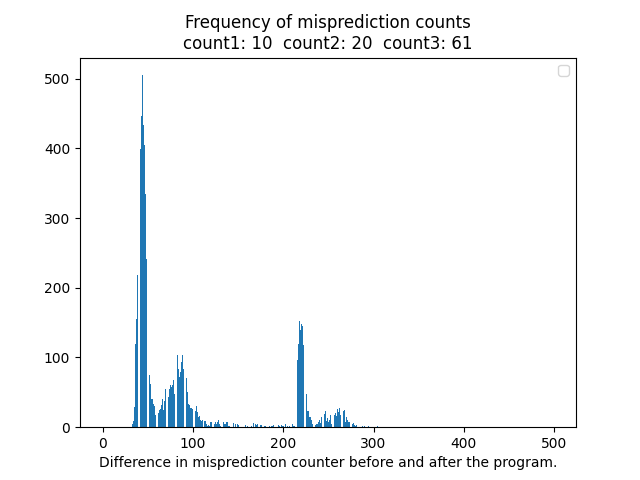 Frequency of misprediction counts
count1: 10  count2: 20  count3: 61
500
400
300
200
100
0
0 100 200 300 400 500
Difference in misprediction counter before and after the program.